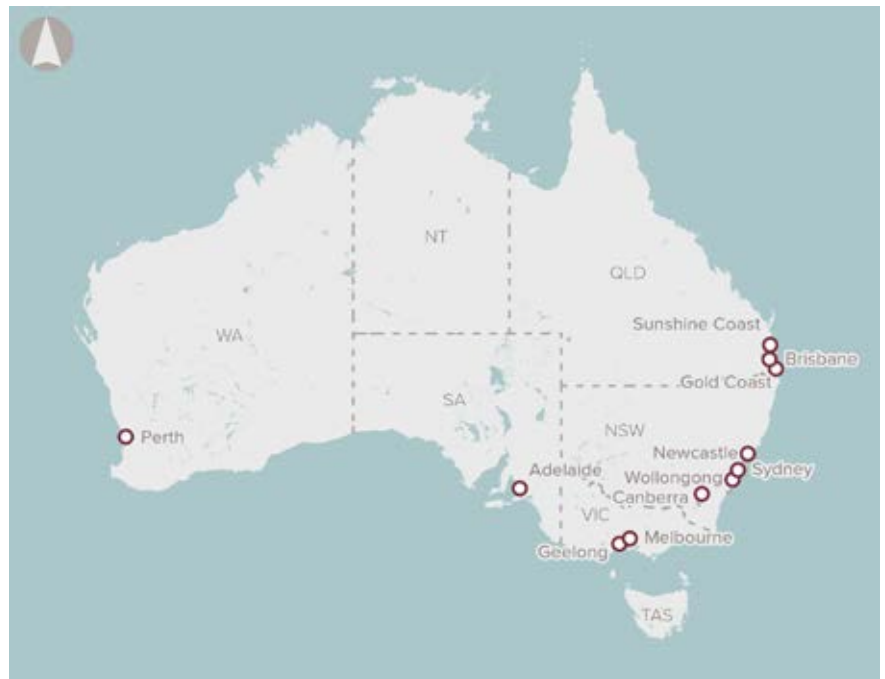 NT
QLD
Sunshine Coast
WA
Brisbane
Gold Coast
SA
NSW
Perth
Newcastle
Adelaide
Sydney
Wollongong
Canberra
VIC
Melbourne
Geelong
TAS